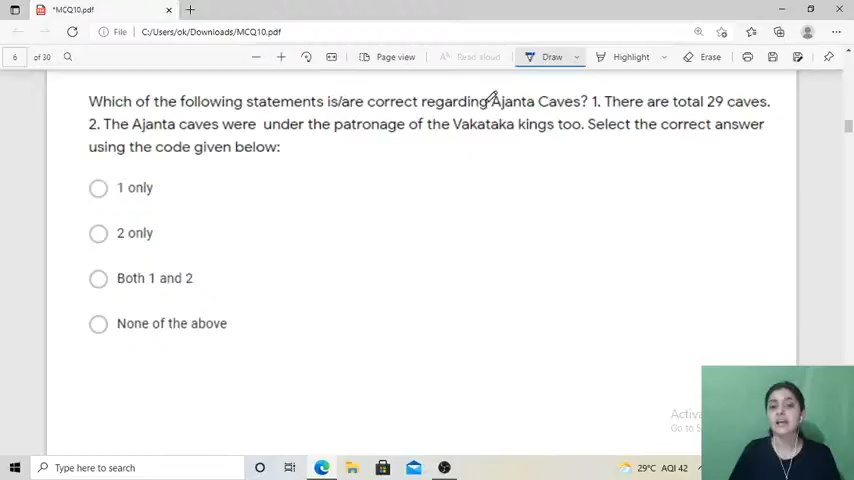 *MCQ10.pdf
File
C:/Users/ok/Downloads/MCQ10.pdf
6
of 30
Page view
Read aloud
Draw
Highlight
Erase
Which of the following statements is/are correct regarding Ajanta Caves? 1. There are total 29 caves.
2. The Ajanta caves were under the patronage of the Vakataka kings too. Select the correct answer
using the code given below:
1 only
2 only
Both 1 and 2
None of the above
Activa
Go to S
Type here to search
29°C AQI 42